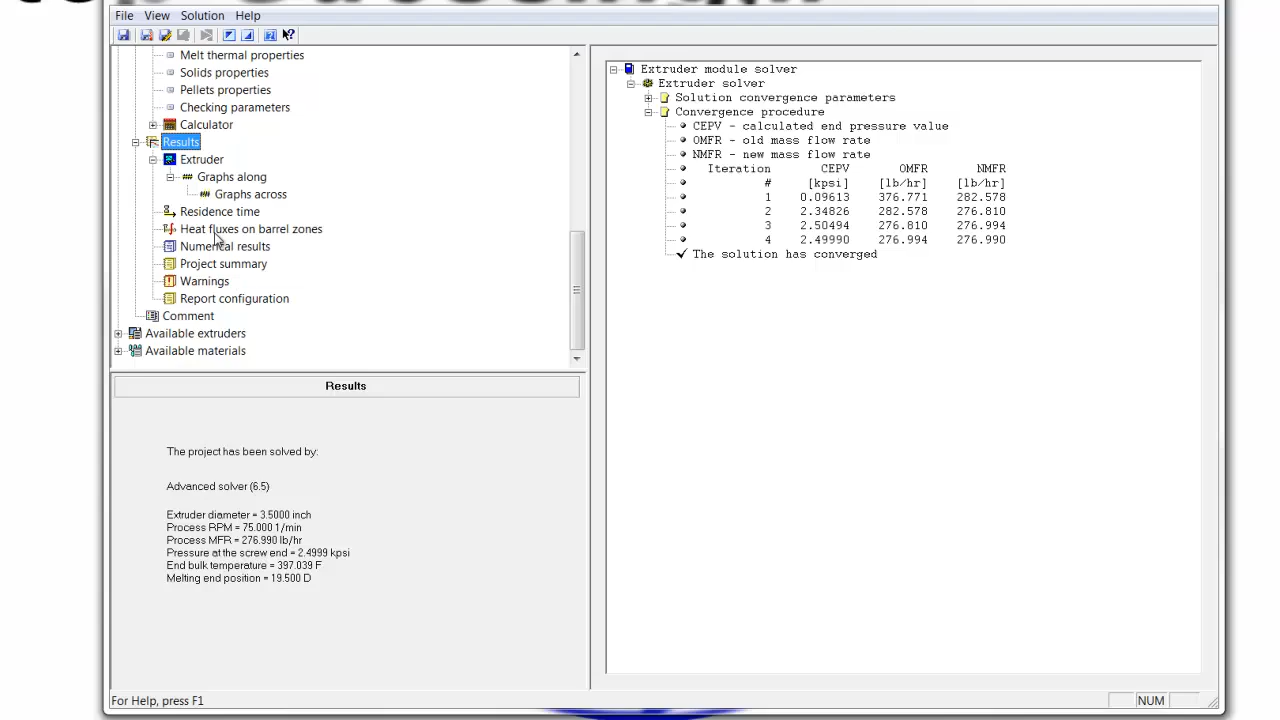 File View Solution Help
Melt thermal properties
Solids properties
Pellets properties
Checking parameters
Calculator
Results
Extruder
Graphs along
Graphs across
Residence time
Heat fluxes on barrel zones
Numerical results
Project summary
Warnings
Report configuration
Comment
Available extruders
Available materials
Results
The project has been solved by:
Advanced solver (6.5)
Extruder diameter = 3.5000 inch
Process RPM = 75.000 1/min
Process MFR = 276.990 lb/hr
Pressure at the screw end = 2.4999 kpsi
End bulk temperature = 397.039 F
Melting end position = 19.500 D
Extruder module solver
Extruder solver
Solution convergence parameters
Convergence procedure
CEPV - calculated end pressure value
OMFR - old mass flow rate
NMFR - new mass flow rate
Iteration CEPV OMFR NMFR
# [kpsi] [lb/hr] [lb/hr]
1 0.09613 376.771 282.578
2 2.34826 282.578 276.810
3 2.50494 276.810 276.994
4 2.49990 276.994 276.990
The solution has converged
For Help, press F1
NUM